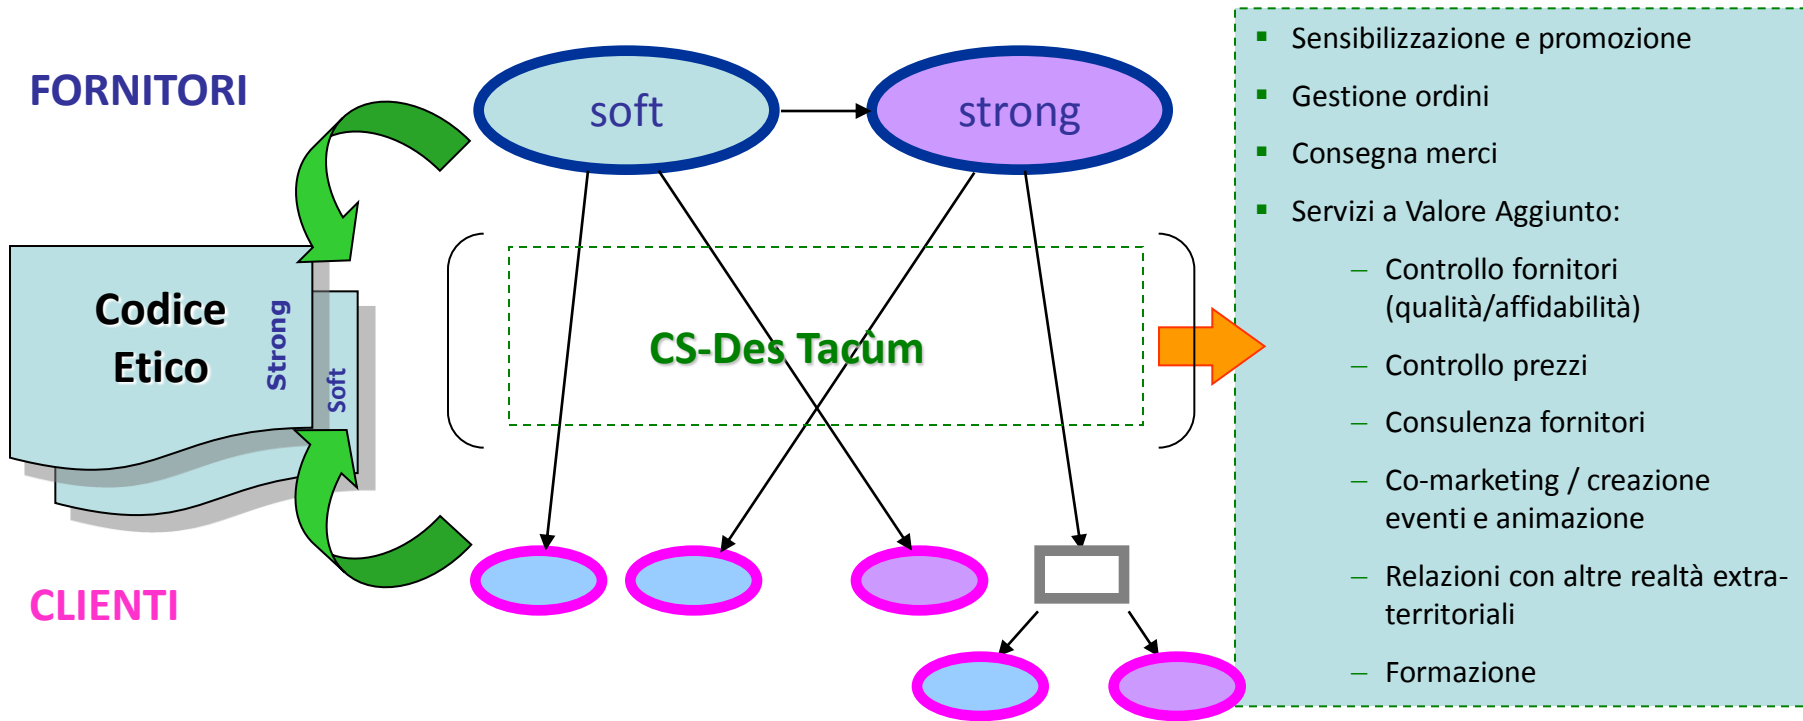 FORNITORI
soft
strong
Codice
Etico
Strong
Soft
CS-Des Tacùm
CLIENTI
Sensibilizzazione e promozione
Gestione ordini
Consegna merci
Servizi a Valore Aggiunto:
– Controllo fornitori
(qualità/affidabilità)
– Controllo prezzi
– Consulenza fornitori
– Co-marketing / creazione
eventi e animazione
– Relazioni con altre realtà extra-
territoriali
– Formazione